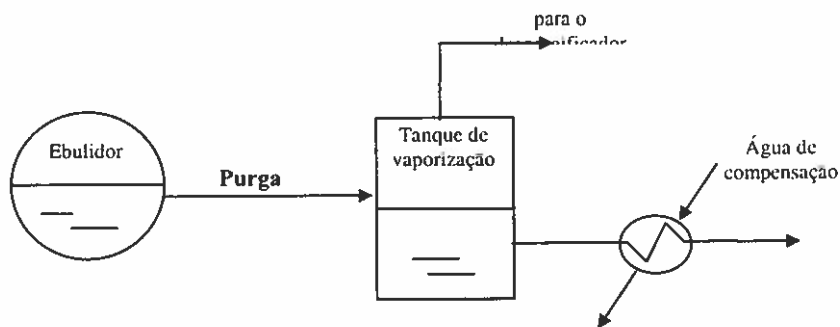 para o
Tanque de
vaporização
Ebulidor
Purga
Água de
compensação